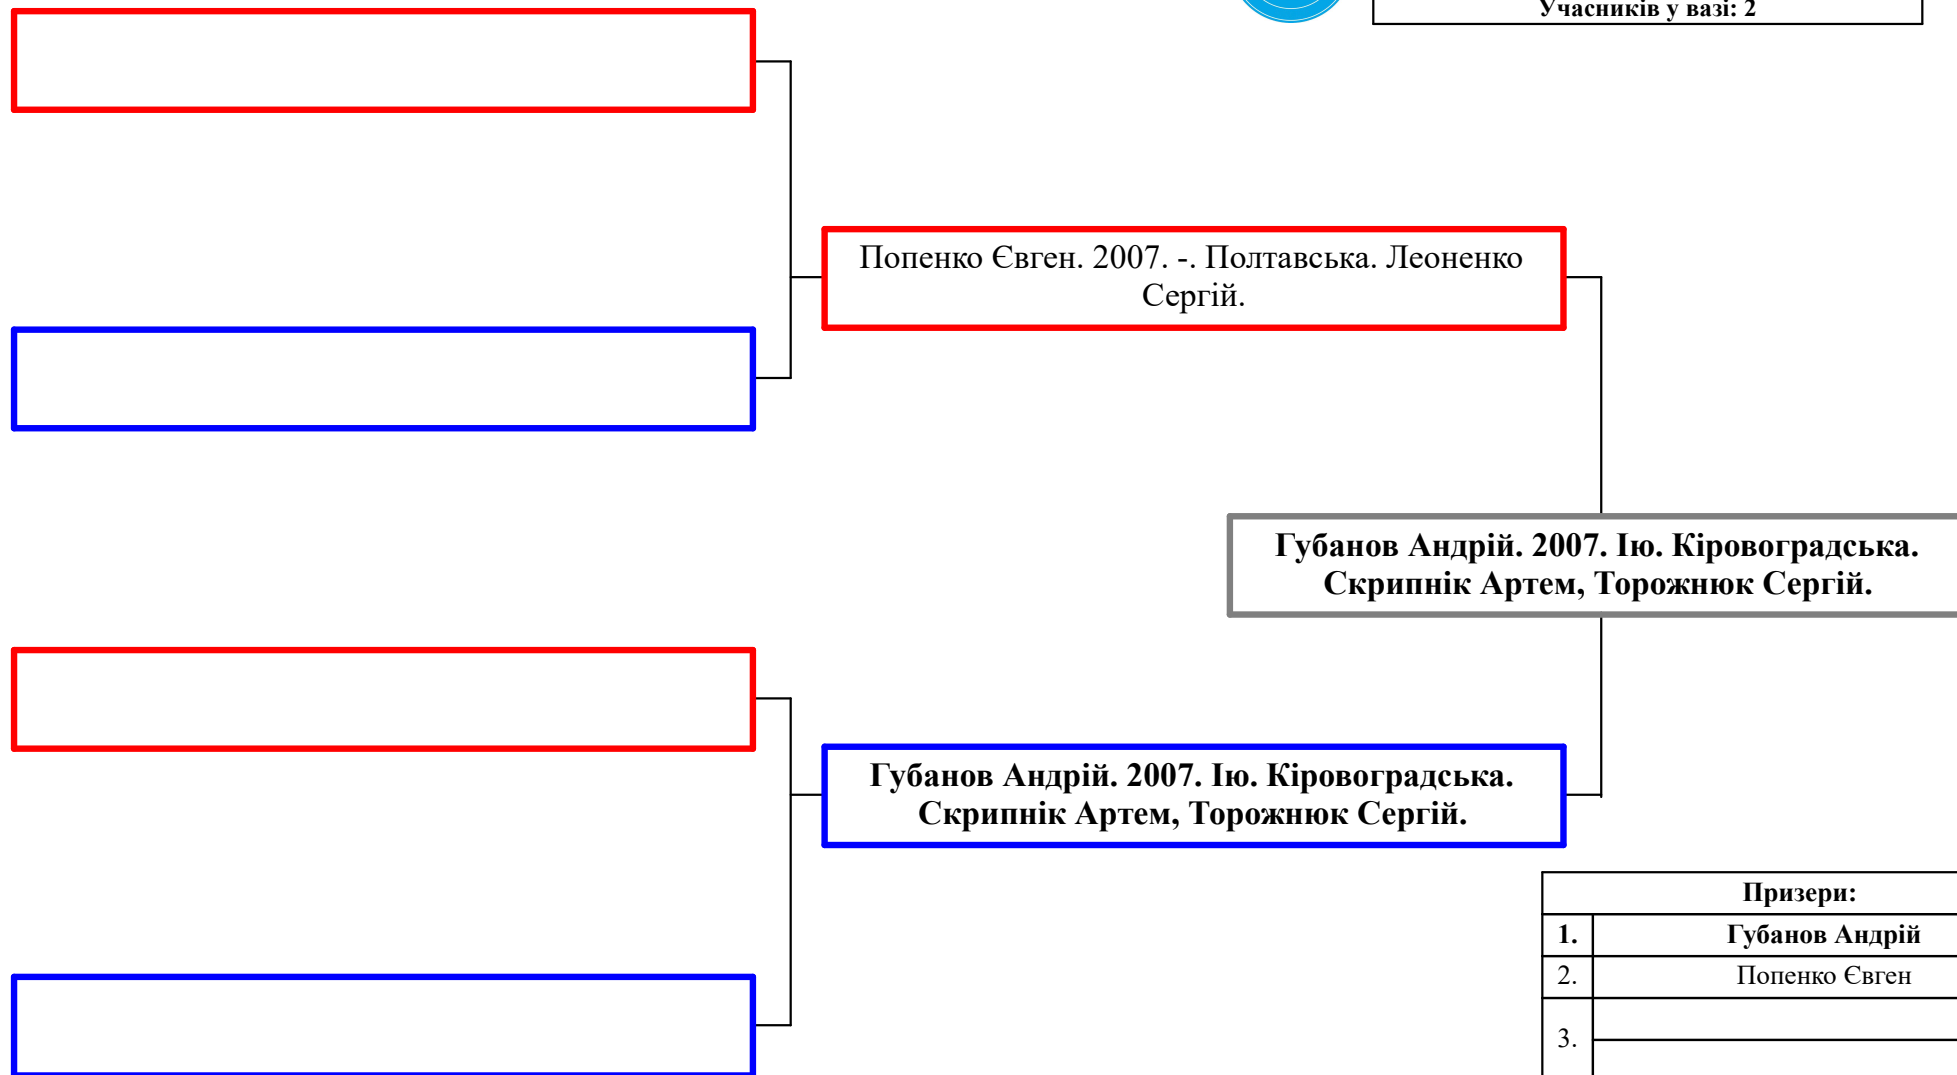 Учасників у вазі: 2
Попенко Євген. 2007. -. Полтавська. Леоненко
Сергій.
Губанов Андрій. 2007. Ію. Кіровоградська.
Скрипнік Артем, Торожнюк Сергій.
Губанов Андрій. 2007. Ію. Кіровоградська.
Скрипнік Артем, Торожнюк Сергій.
Призери:
1. Губанов Андрій
2. Попенко Євген
3.